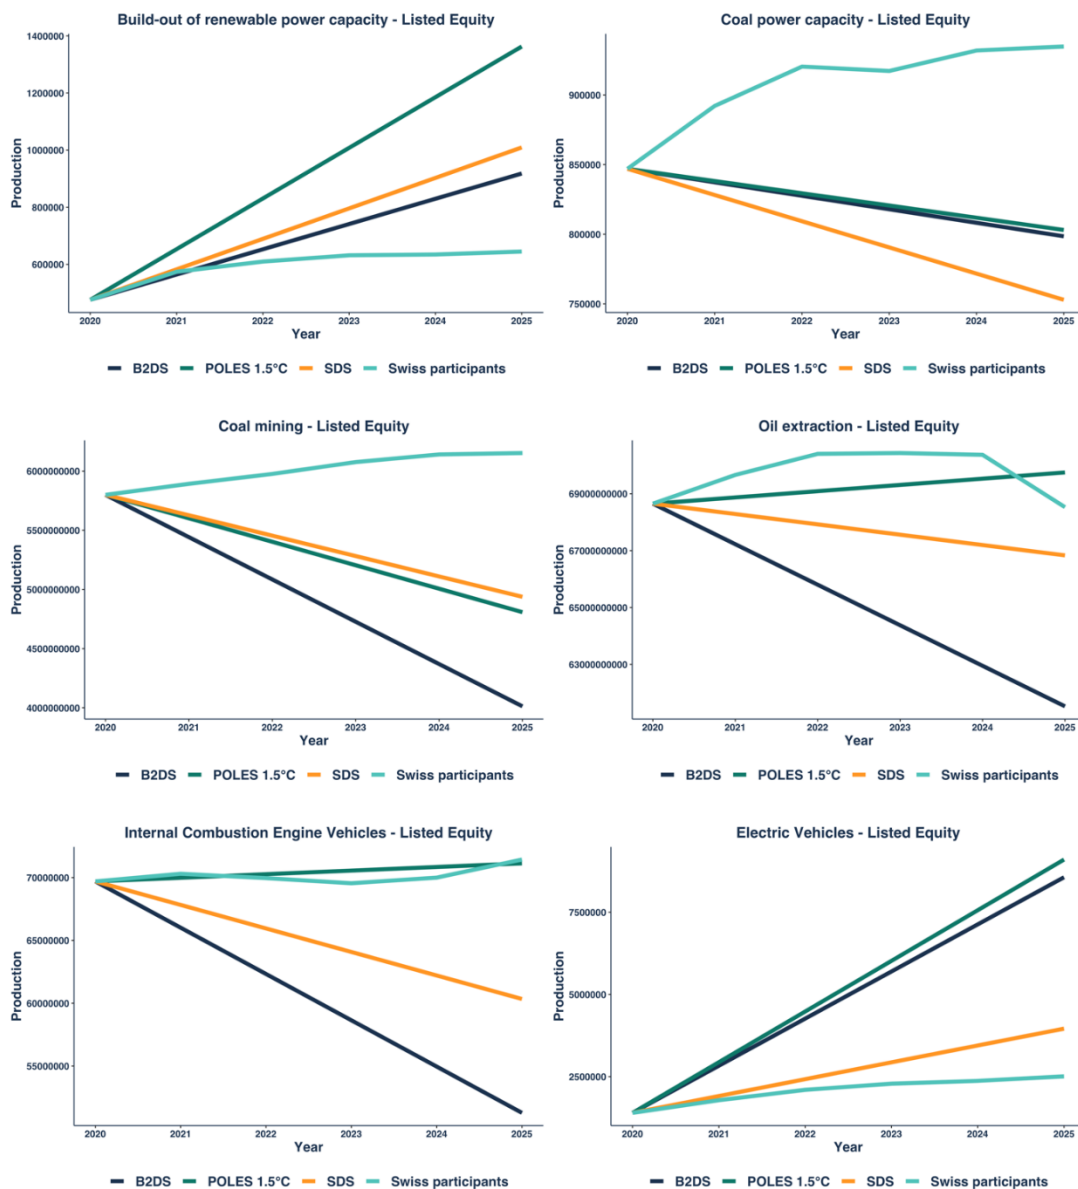 Build-out of renewable power capacity - Listed Equity
1400000
1200000
1000000
800000
600000
Production
2020 2021 2022 2023 2024 2025
Year
B2DS POLES 1.5°C SDS Swiss participants
Coal power capacity - Listed Equity
900000
850000
800000
750000
Production
2020 2021 2022 2023 2024 2025
Year
B2DS POLES 1.5°C SDS Swiss participants
Coal mining - Listed Equity
6000000000
5500000000
5000000000
4500000000
4000000000
Production
2020 2021 2022 2023 2024 2025
Year
B2DS POLES 1.5°C SDS Swiss participants
Oil extraction - Listed Equity
69000000000
67000000000
65000000000
63000000000
Production
2020 2021 2022 2023 2024 2025
Year
B2DS POLES 1.5°C SDS Swiss participants
Internal Combustion Engine Vehicles - Listed Equity
70000000
65000000
60000000
55000000
Production
2020 2021 2022 2023 2024 2025
Year
B2DS POLES 1.5°C SDS Swiss participants
Electric Vehicles - Listed Equity
7500000
5000000
2500000
Production
2020 2021 2022 2023 2024 2025
Year
B2DS POLES 1.5°C SDS Swiss participants